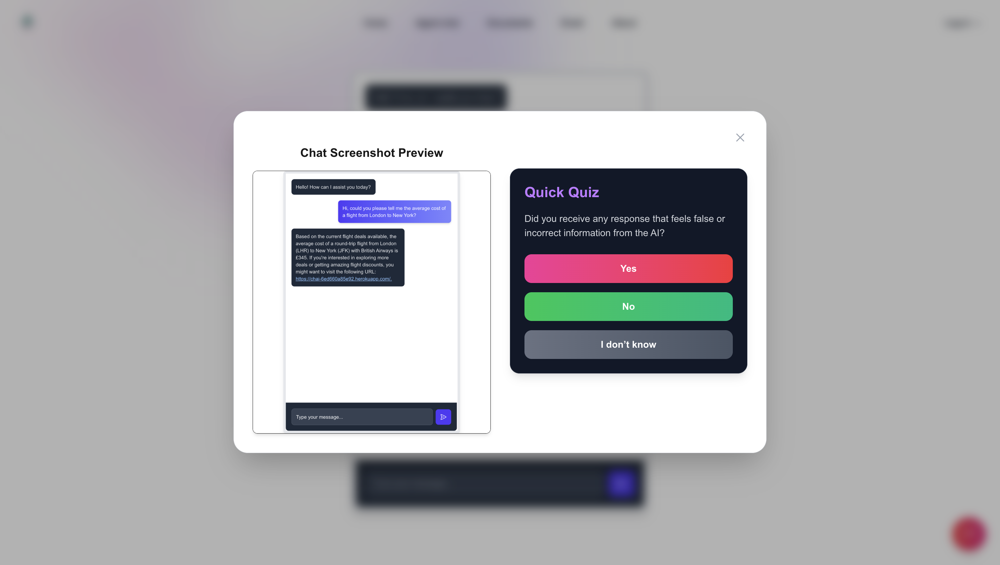 Chat Screenshot Preview
Hello! How can I assist you today?
Hi, could you please tell me the average cost of
a flight from London to New York?
Based on the current flight deals available, the
average cost of a round-trip flight from London
(LHR) to New York (JFK) with British Airways is
£345. If you're interested in exploring more
deals or getting amazing flight discounts, you
might want to visit the following URL:
https://chai-6ed660a85e92.herokuapp.com/.
Type your message...
Quick Quiz
Did you receive any response that feels false or
incorrect information from the AI?
Yes
No
I don’t know